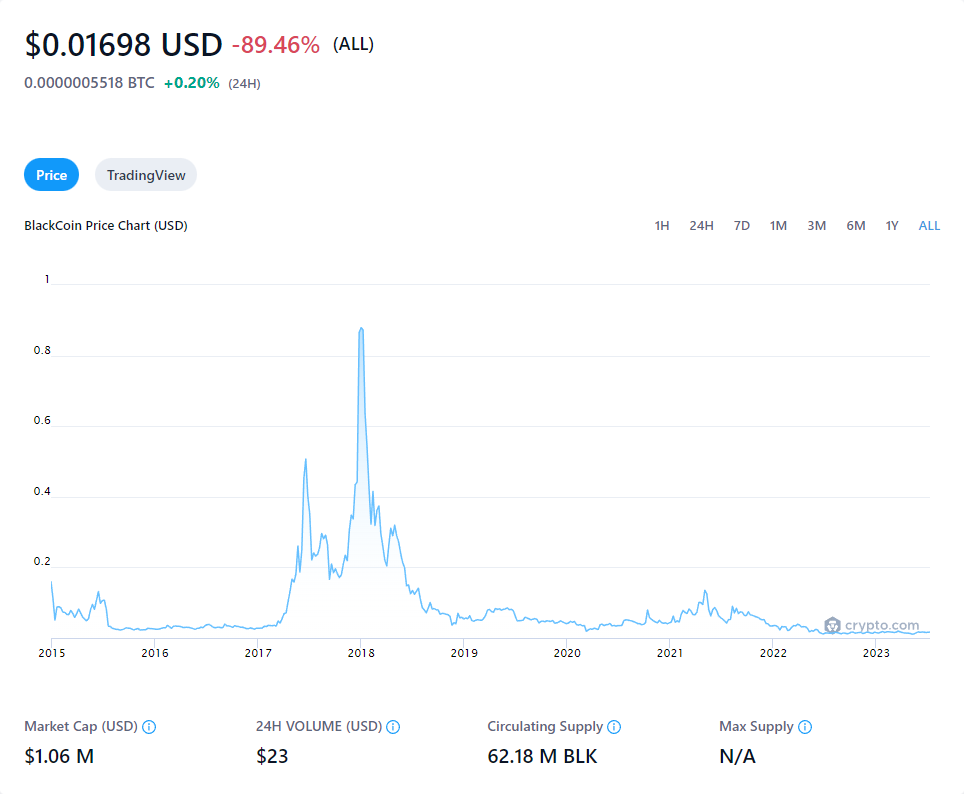 $0.01698 USD -89.46% (ALL)
0.0000005518 BTC +0.20% (24H)
Price TradingView
BlackCoin Price Chart (USD) 1H 24H 7D 1M 3M 6M 1Y ALL
1
0.8
0.6
0.4
0.2
crypto.com
2015 2016 2017 2018 2019 2020 2021 2022 2023
Market Cap (USD) 24H VOLUME (USD) Circulating Supply Max Supply
$1.06 M $23 62.18 M BLK N/A